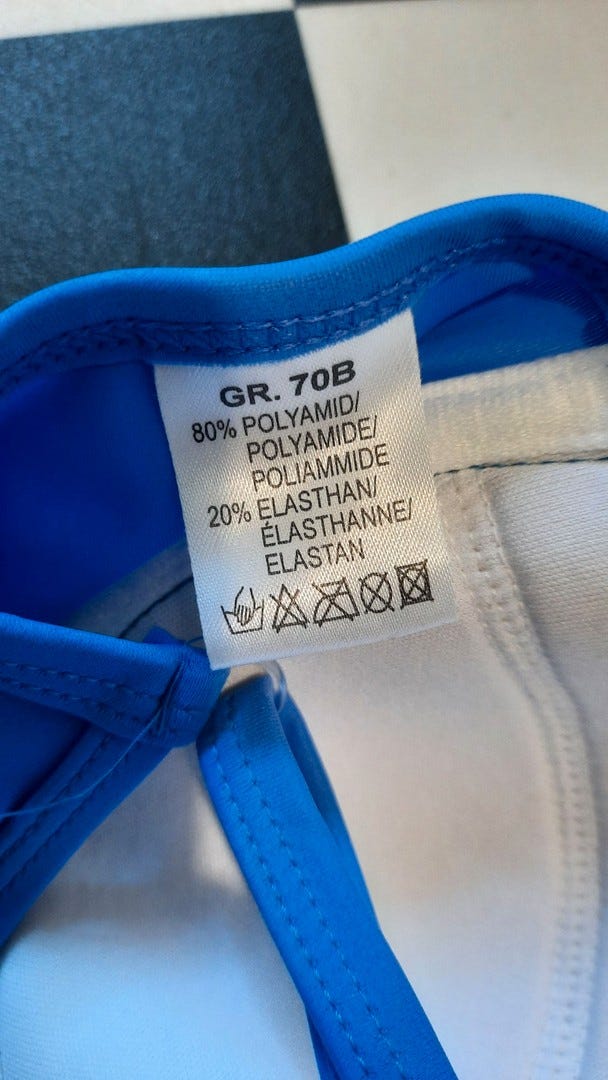 GR. 70B
80% POLYAMID/
POLYAMIDE/
POLIAMMIDE
20% ELASTHAN/
ÉLASTHANNE/
ELASTAN